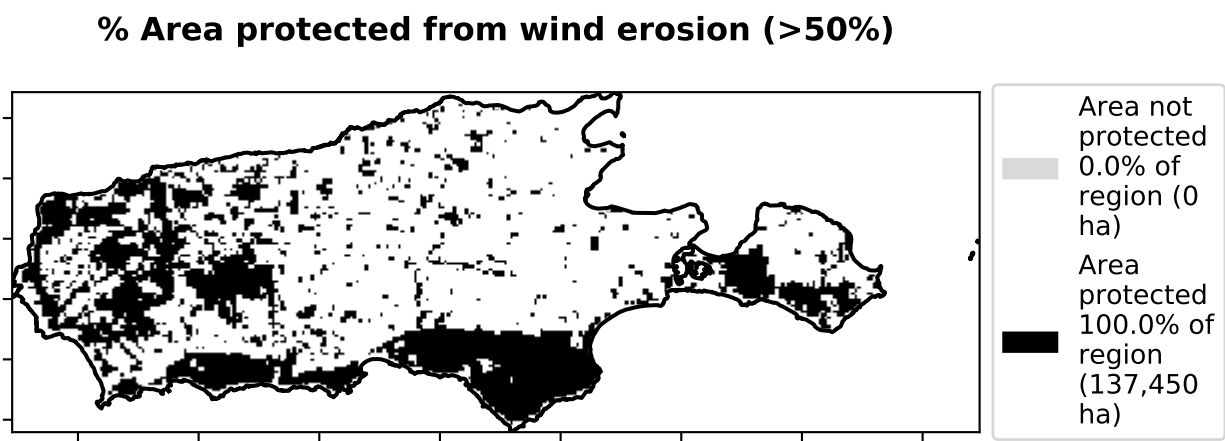 % Area protected from wind erosion (>50%)
Area not
protected
0.0% of
region (0
ha)
Area
protected
100.0% of
region
(137,450
ha)